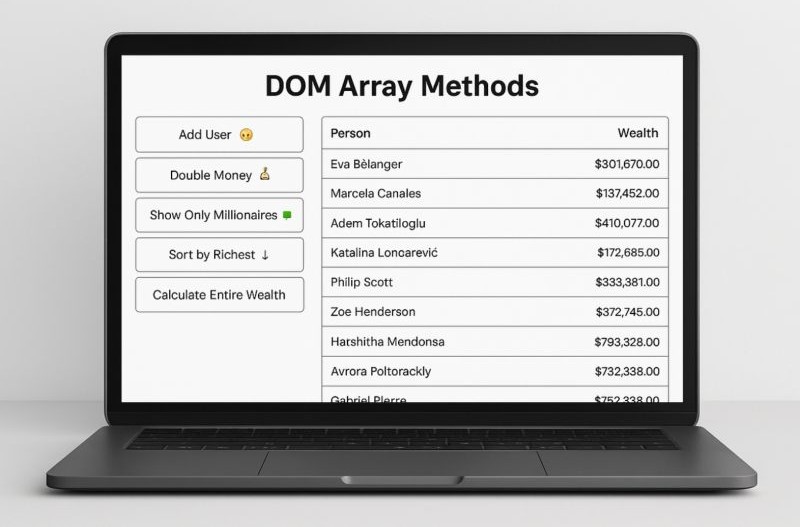 DOM Array Methods
Add User
Double Money
Show Only Millionaires
Sort by Richest ↓
Calculate Entire Wealth
Person Wealth
Eva Bèlanger $301,670.00
Marcela Canales $137,452.00
Adem Tokatiloglu $410,077.00
Katalina Loncarević $172,685.00
Philip Scott $333,381.00
Zoe Henderson $372,745.00
Harshitha Mendonsa $793,328.00
Avrora Poltorackly $732,338.00
Gabriel Plerre $752,338.00